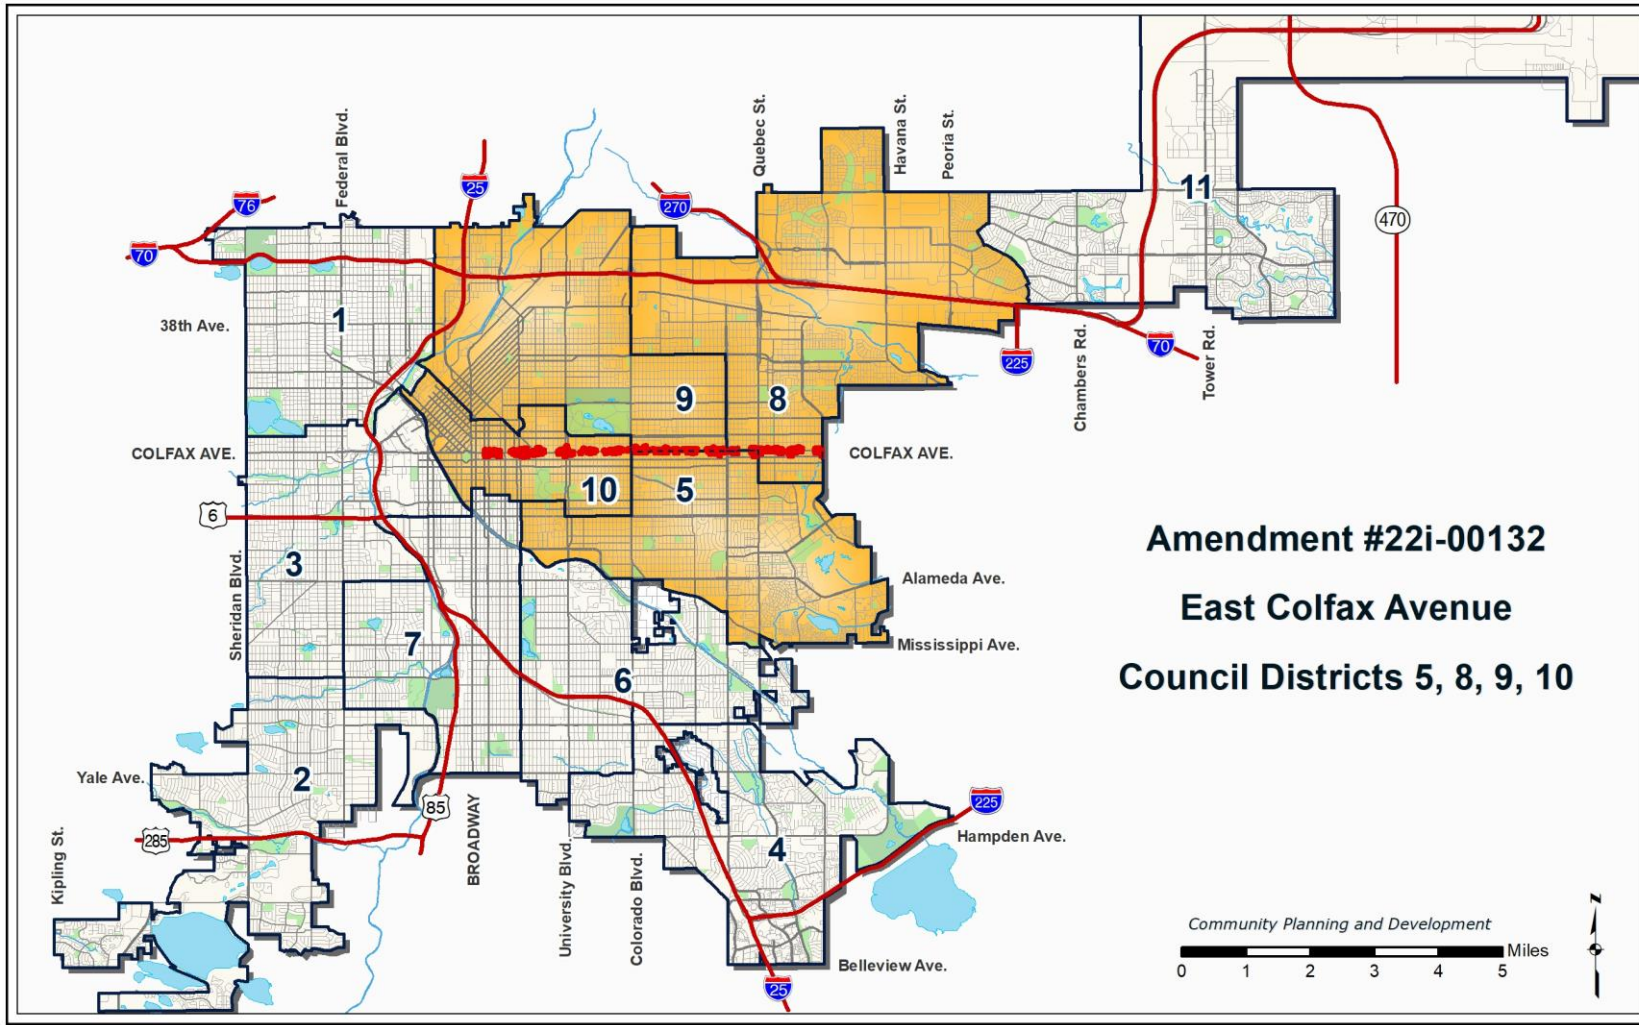 Federal Blvd.
Quebec St.
Havana St.
Peoria St.
76
25
270
11
470
70
38th Ave.
1
9
8
225
70
Chambers Rd.
Tower Rd.
COLFAX AVE.
COLFAX AVE.
10
5
6
Sheridan Blvd.
3
Amendment #22i-00132
East Colfax Avenue
Council Districts 5, 8, 9, 10
Alameda Ave.
Mississippi Ave.
7
6
Yale Ave.
2
85
285
225
Hampden Ave.
4
Kipling St.
BROADWAY
University Blvd.
Colorado Blvd.
Belleview Ave.
25
Community Planning and Development
Miles
0 1 2 3 4 5
N